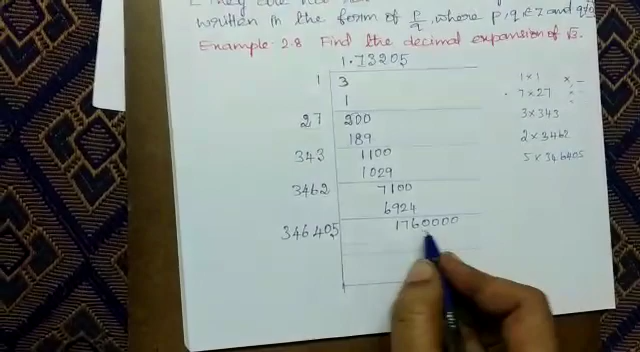 written in the form of p/q, where p, q ∈ Z and q≠0
Example 2.8 Find the decimal expansion of √3.
1.73205
1 3
1
27 200
189
343 1100
1029
3462 7100
6924
346405 1760000
1 × 1
7 × 27
3 × 343
2 × 3462
5 × 346405